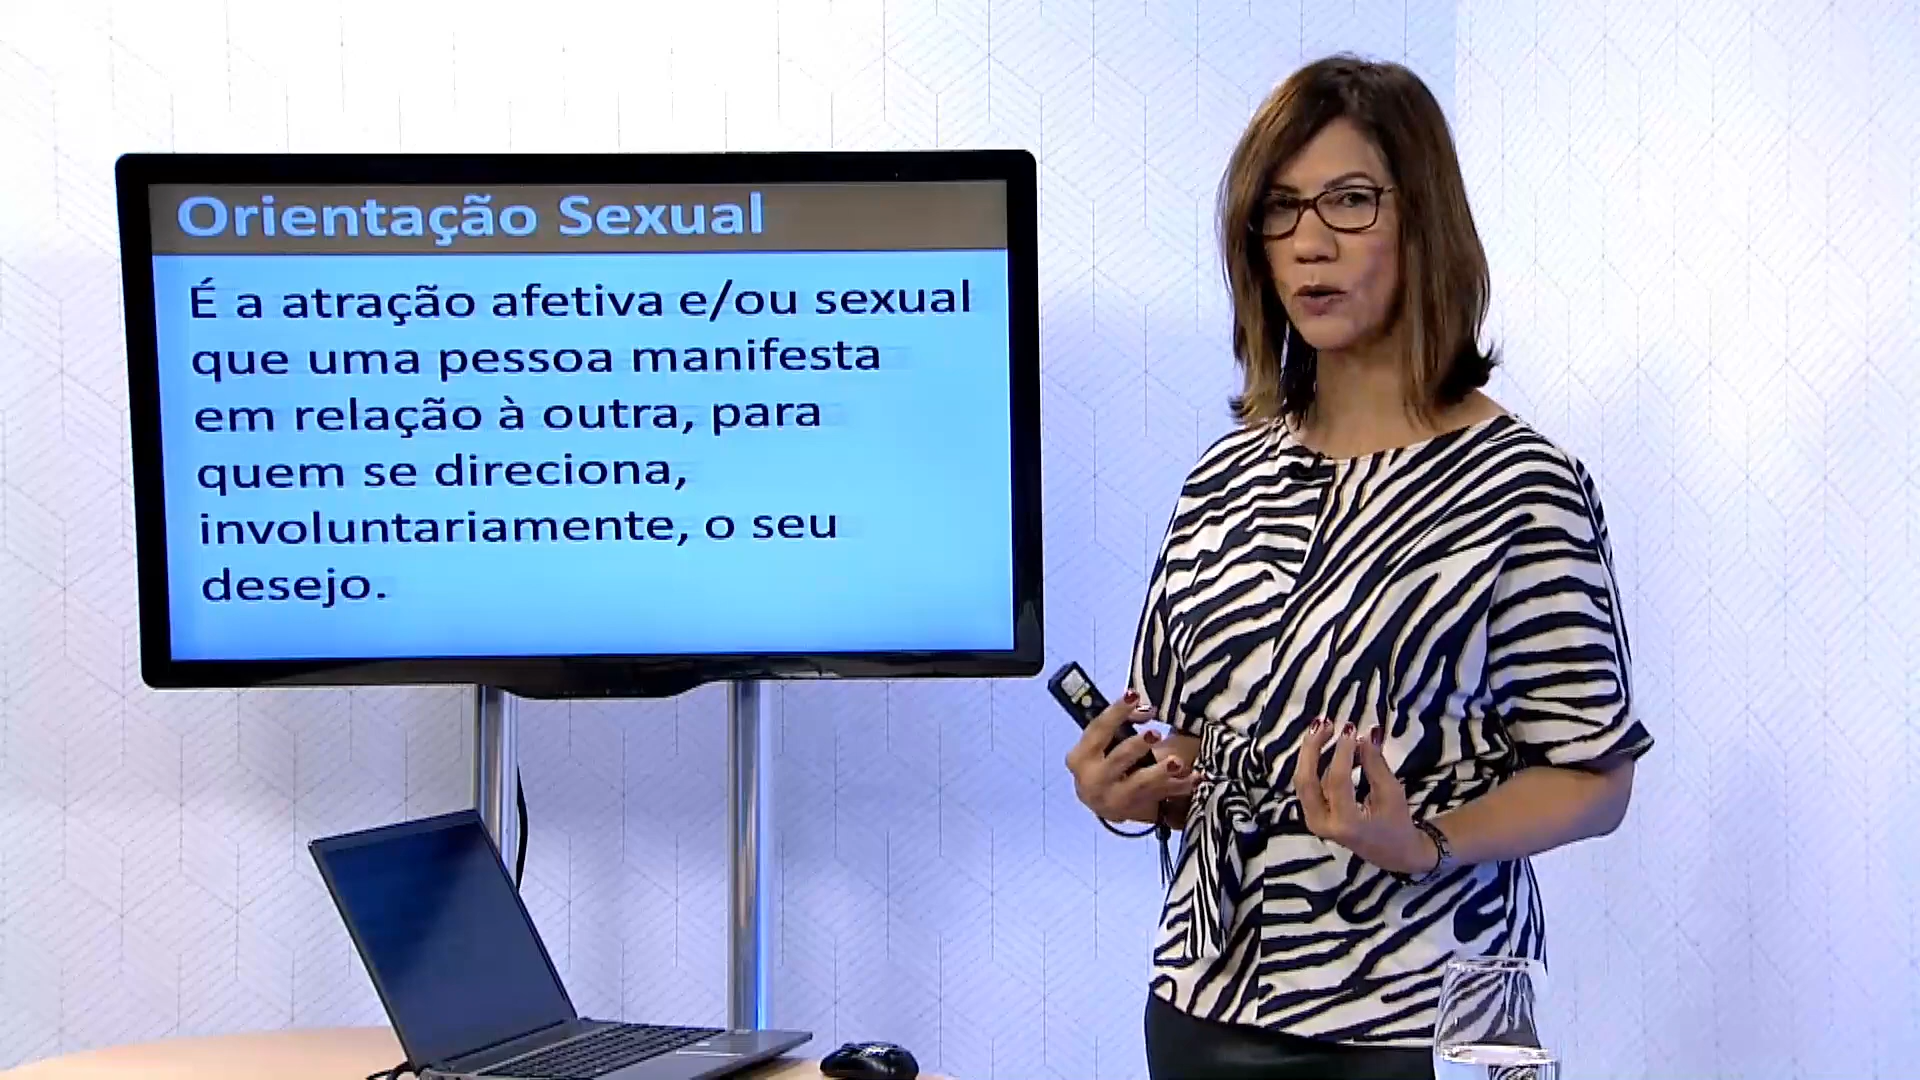 Orientação Sexual
É a atração afetiva e/ou sexual
que uma pessoa manifesta
em relação à outra, para
quem se direciona,
involuntariamente, o seu
desejo.